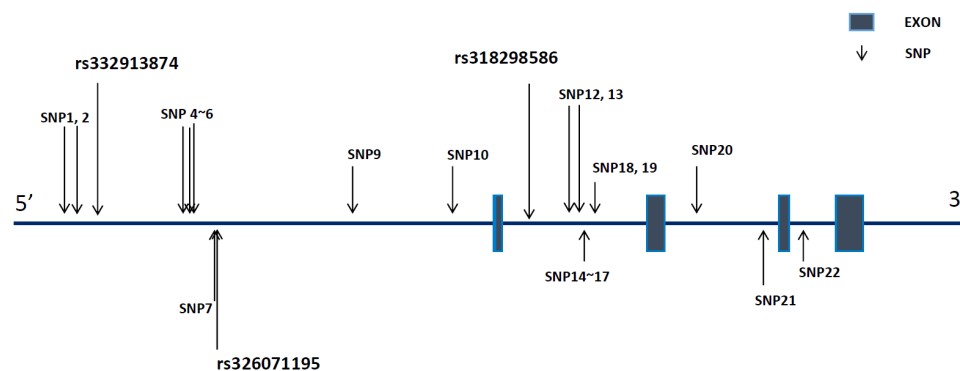 EXON
SNP
rs332913874
rs318298586
SNP1, 2
SNP 4~6
SNP12, 13
SNP9
SNP10
SNP20
SNP18, 19
5’
3
SNP14~17
SNP22
SNP7
SNP21
rs326071195